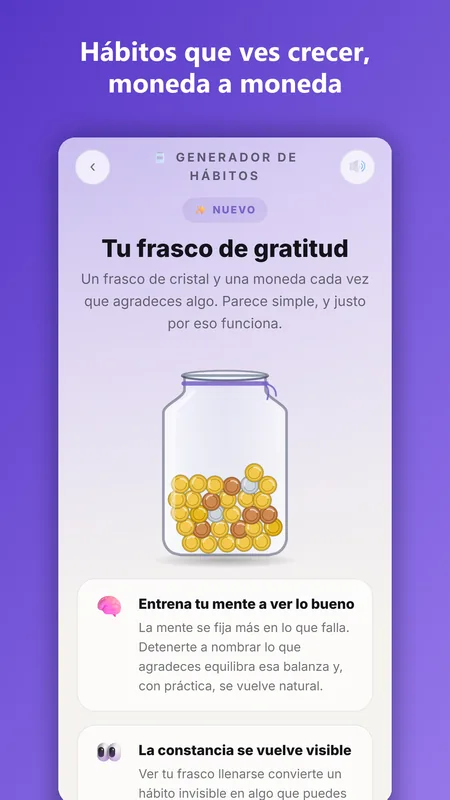 Hábitos que ves crecer,
moneda a moneda
GENERADOR DE
HÁBITOS
NUEVO
Tu frasco de gratitud
Un frasco de cristal y una moneda cada vez
que agradeces algo. Parece simple, y justo
por eso funciona.
Entrena tu mente a ver lo bueno
La mente se fija más en lo que falla.
Detenerte a nombrar lo que
agradeces equilibra esa balanza y,
con práctica, se vuelve natural.
La constancia se vuelve visible
Ver tu frasco llenarse convierte un
hábito invisible en algo que puedes